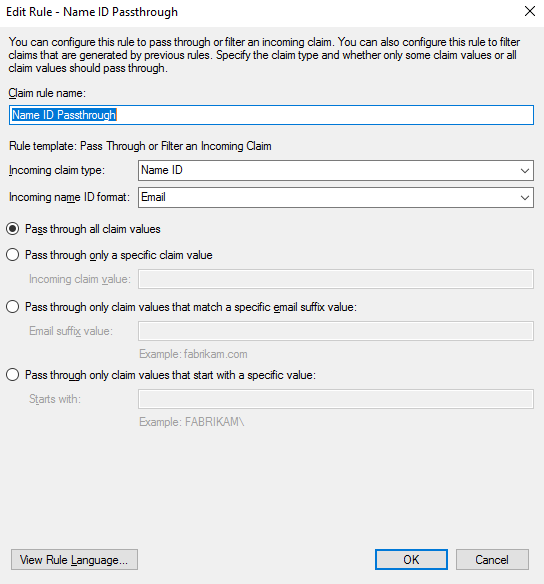 Edit Rule - Name ID Passthrough
You can configure this rule to pass through or filter an incoming claim. You can also configure this rule to filter
claims that are generated by previous rules. Specify the claim type and whether only some claim values or all
claim values should pass through.
Claim rule name:
Name ID Passthrough
Rule template: Pass Through or Filter an Incoming Claim
Incoming claim type: Name ID
Incoming name ID format: Email
Pass through all claim values
Pass through only a specific claim value
Incoming claim value:
Pass through only claim values that match a specific email suffix value:
Email suffix value:
Example: fabrikam.com
Pass through only claim values that start with a specific value:
Starts with:
Example: FABRIKAM\
View Rule Language... OK Cancel